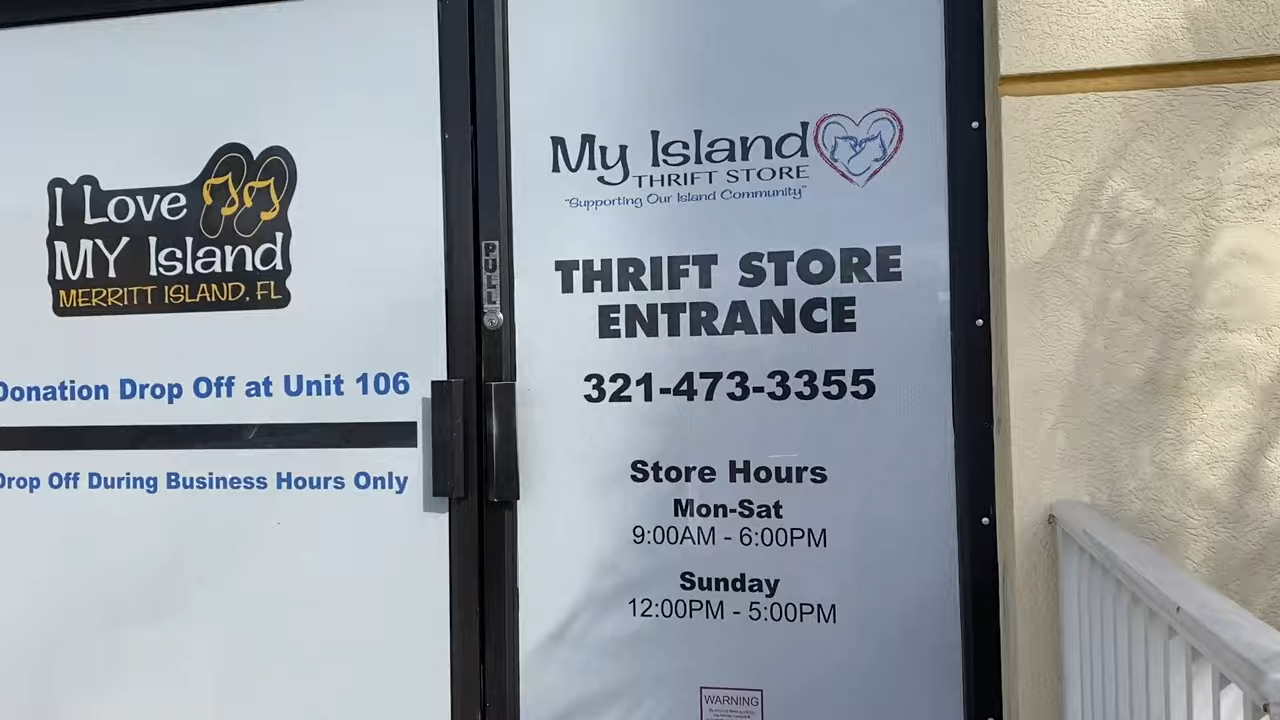 I Love
MY Island
MERRITT ISLAND, FL
Donation Drop Off at Unit 106
Drop Off During Business Hours Only
PULL
My Island
THRIFT STORE
"Supporting Our Island Community"
THRIFT STORE
ENTRANCE
321-473-3355
Store Hours
Mon-Sat
9:00AM - 6:00PM
Sunday
12:00PM - 5:00PM
WARNING